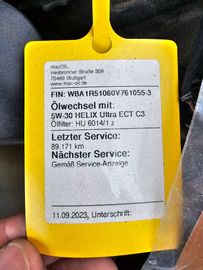 macOIL
Heilbronner Straße 309
70469 Stuttgart
www.mac-oil.de
FIN: WBA1R51060V761055-3
Ölwechsel mit:
5W-30 HELIX Ultra ECT C3
Ölfilter: HU 6014/1 z
Letzter Service:
89.171 km
Nächster Service:
Gemäß Service-Anzeige
11.09.2023, Unterschrift: